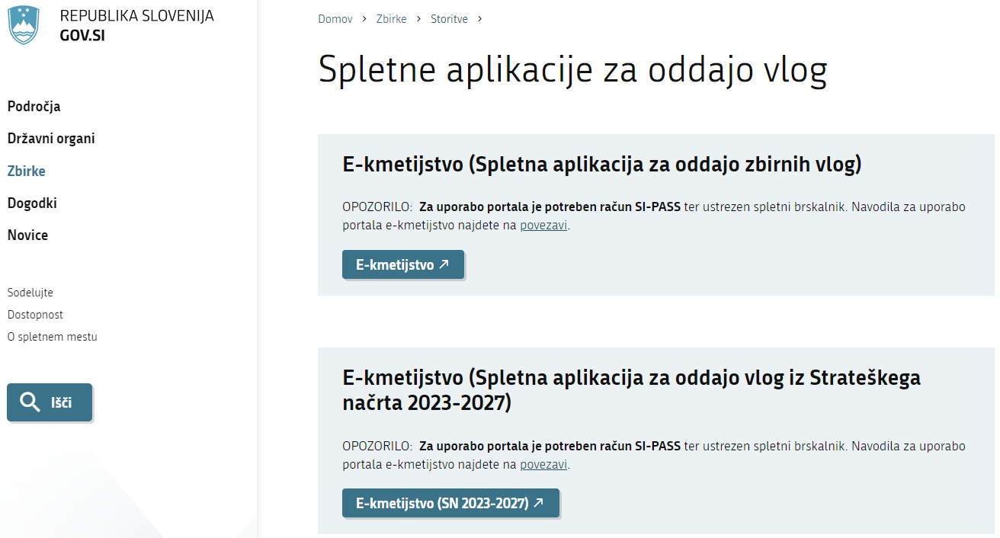 REPUBLIKA SLOVENIJA
GOV.SI
Področja
Državni organi
Zbirke
Dogodki
Novice
Sodelujte
Dostopnost
O spletnem mestu
Išči
Domov > Zbirke > Storitve >
Spletne aplikacije za oddajo vlog
E-kmetijstvo (Spletna aplikacija za oddajo zbirnih vlog)
OPOZORILO: Za uporabo portala je potreben račun SI-PASS ter ustrezen spletni brskalnik. Navodila za uporabo
portala e-kmetijstvo najdete na povezavi.
E-kmetijstvo ↗
E-kmetijstvo (Spletna aplikacija za oddajo vlog iz Strateškega
načrta 2023-2027)
OPOZORILO: Za uporabo portala je potreben račun SI-PASS ter ustrezen spletni brskalnik. Navodila za uporabo
portala e-kmetijstvo najdete na povezavi.
E-kmetijstvo (SN 2023-2027) ↗